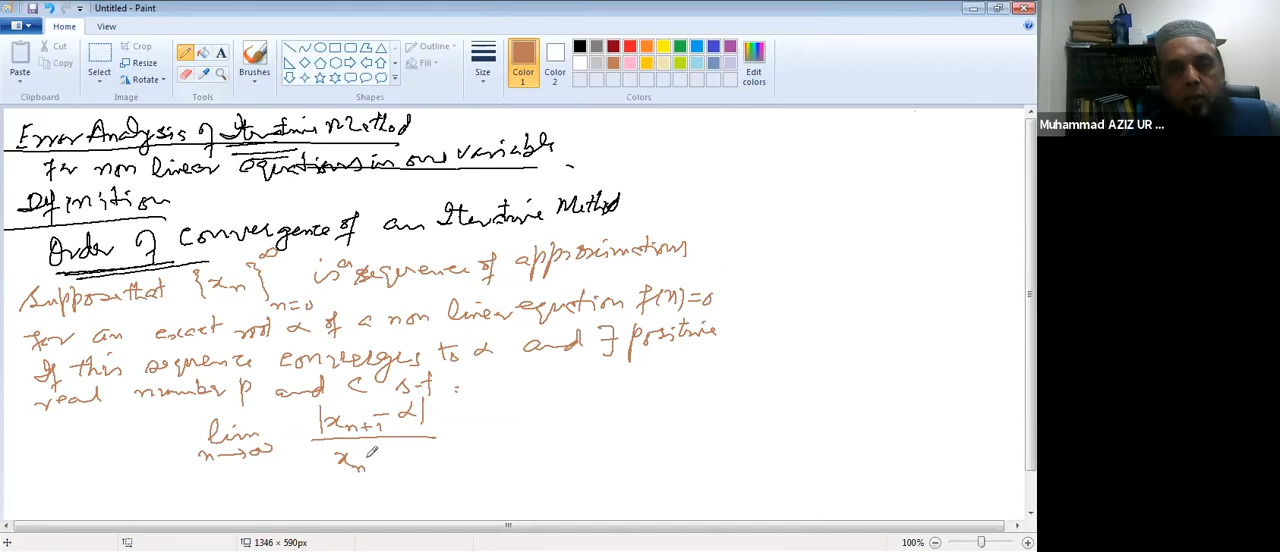 Untitled - Paint
Home View
Paste
Cut
Copy
Clipboard
Select
Crop
Resize
Rotate
Image
Tools
Brushes
Shapes
Outline
Fill
Size
Color 1
Color 2
Edit colors
Colors
Muhammad AZIZ UR ...
Error Analysis of Iterative Method
for non linear equations in one variable
Definition
Order of convergence of an Iterative Method
Suppose that {x_n}_{n=0}^∞ is a sequence of approximations
for an exact root α of a non linear equation f(x)=0
If this sequence converges to α and ∃ positive
real number p and c s.t:
lim_{n→∞} |x_{n+1} - α|
x_n
1346 × 590px
100%